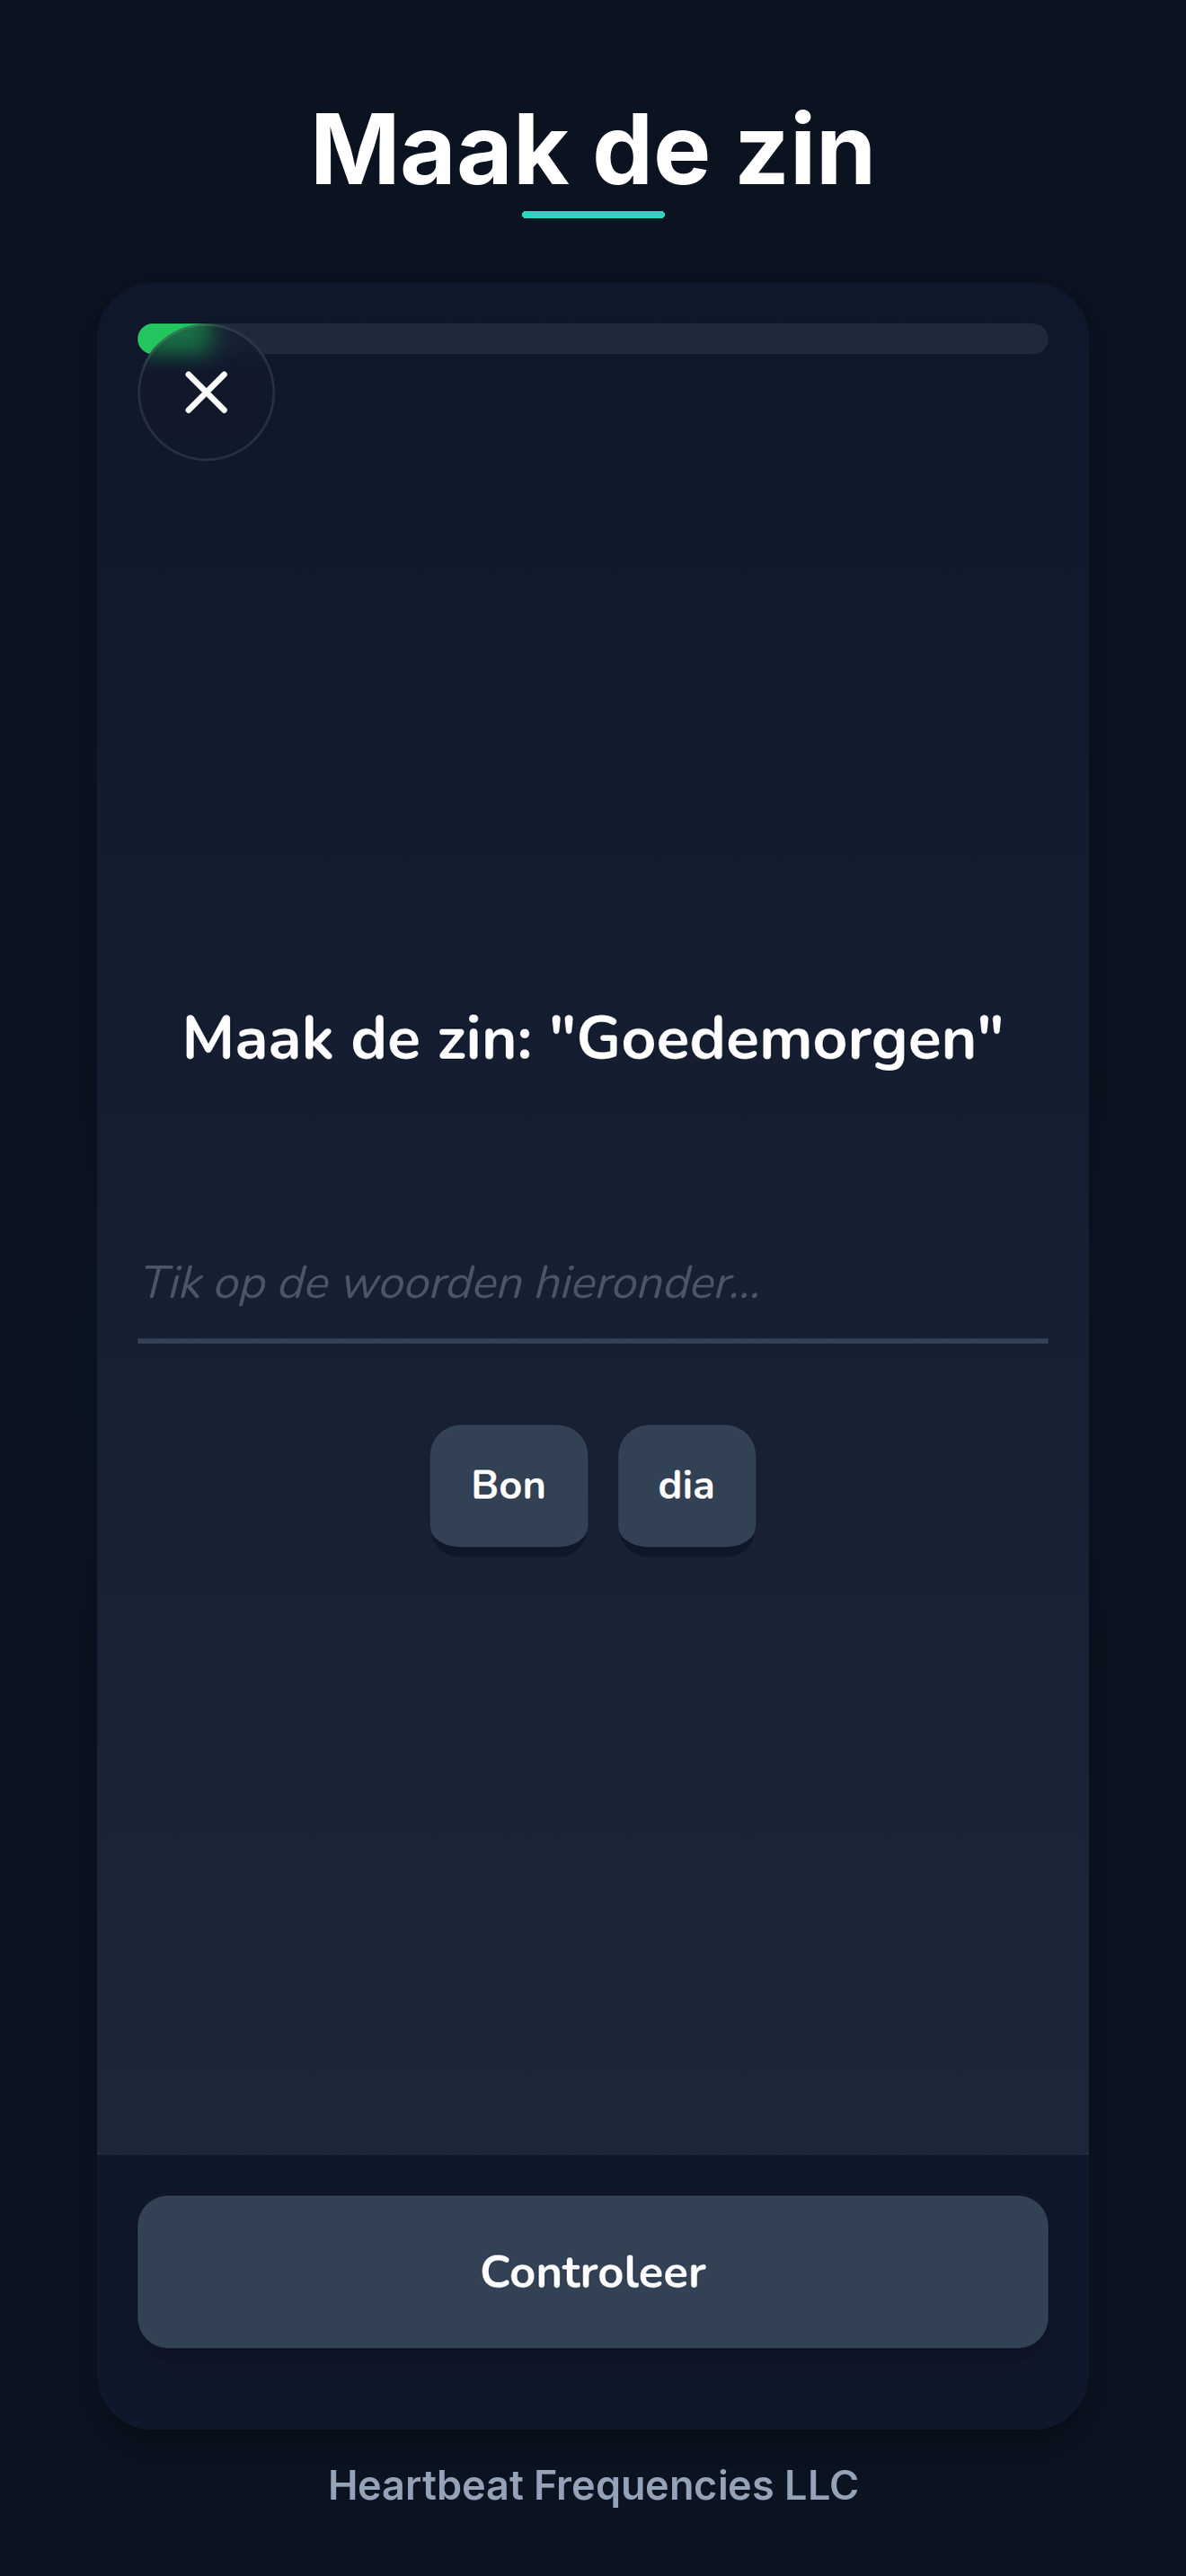 Maak de zin
Maak de zin: "Goedemorgen"
Tik op de woorden hieronder...
Bon dia
Controleer
Heartbeat Frequencies LLC